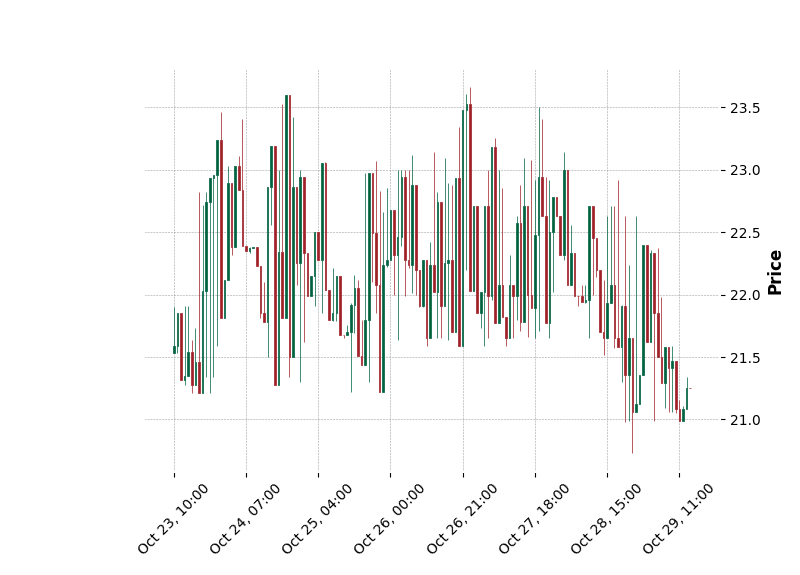 23.5
23.0
22.5
22.0
21.5
21.0
Price
Oct 23, 10:00
Oct 24, 07:00
Oct 25, 04:00
Oct 26, 00:00
Oct 26, 21:00
Oct 27, 18:00
Oct 28, 15:00
Oct 29, 11:00